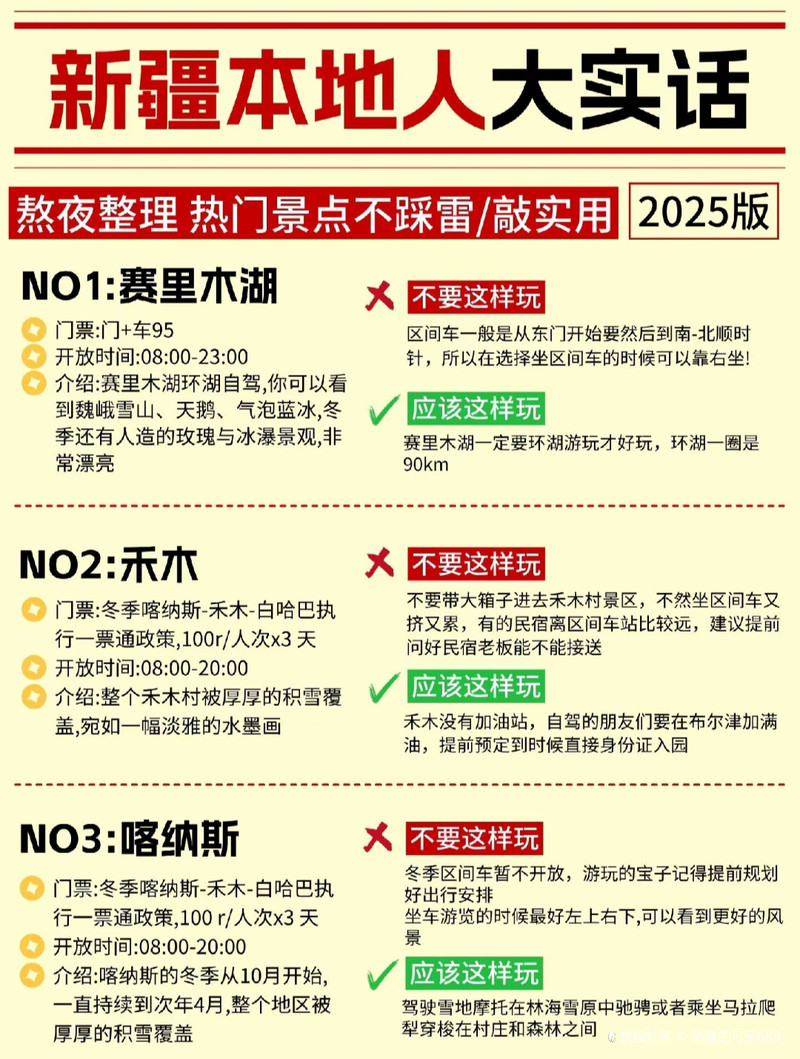 新疆本地人大实话
熬夜整理 热门景点不踩雷/敲实用
2025版
NO1:赛里木湖
门票:门+车95
开放时间:08:00-23:00
介绍:赛里木湖环湖自驾,你可以看
到魏峨雪山、天鹅、气泡蓝冰,冬
季还有人造的玫瑰与冰瀑景观,非
常漂亮
不要这样玩
区间车一般是从东门开始要然后到南-北顺时
针，所以在选择坐区间车的时候可以靠右坐!
应该这样玩
赛里木湖一定要环湖游玩才好玩，环湖一圈是
90km
NO2:禾木
门票:冬季喀纳斯-禾木-白哈巴执
行一票通政策,100r/人次x3 天
开放时间:08:00-20:00
介绍:整个禾木村被厚厚的积雪覆
盖,宛如一幅淡雅的水墨画
不要这样玩
不要带大箱子进去禾木村景区，不然坐区间车又
挤又累，有的民宿离区间车站比较远，建议提前
问好民宿老板能不能接送
应该这样玩
禾木没有加油站，自驾的朋友们要在布尔津加满
油，提前预定到时候直接身份证入园
NO3:喀纳斯
门票:冬季喀纳斯-禾木-白哈巴执
行一票通政策,100 r/人次x3 天
开放时间:08:00-20:00
介绍:喀纳斯的冬季从10月开始,
一直持续到次年4月,整个地区被
厚厚的积雪覆盖
不要这样玩
冬季区间车暂不开放，游玩的宝子记得提前规划
好出行安排
坐车游览的时候最好左上右下,可以看到更好的风
景
应该这样玩
驾驶雪地摩托在林海雪原中驰骋或者乘坐马拉爬
犁穿梭在村庄和森林之间